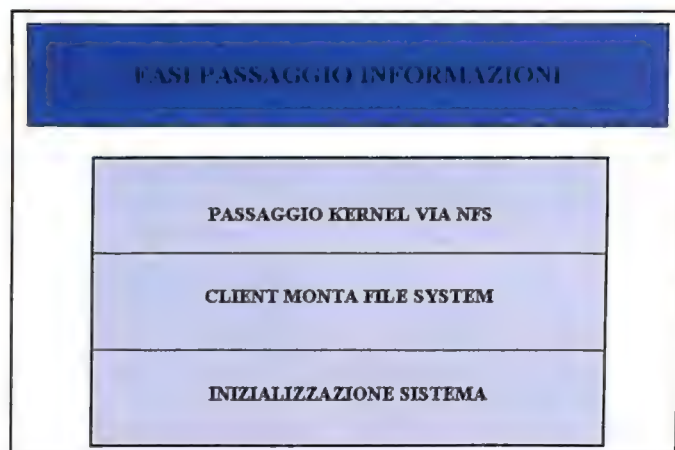 FASI PASSAGGIO INFORMAZIONI
PASSAGGIO KERNEL VIA NFS
CLIENT MONTA FILE SYSTEM
INIZIALIZZAZIONE SISTEMA